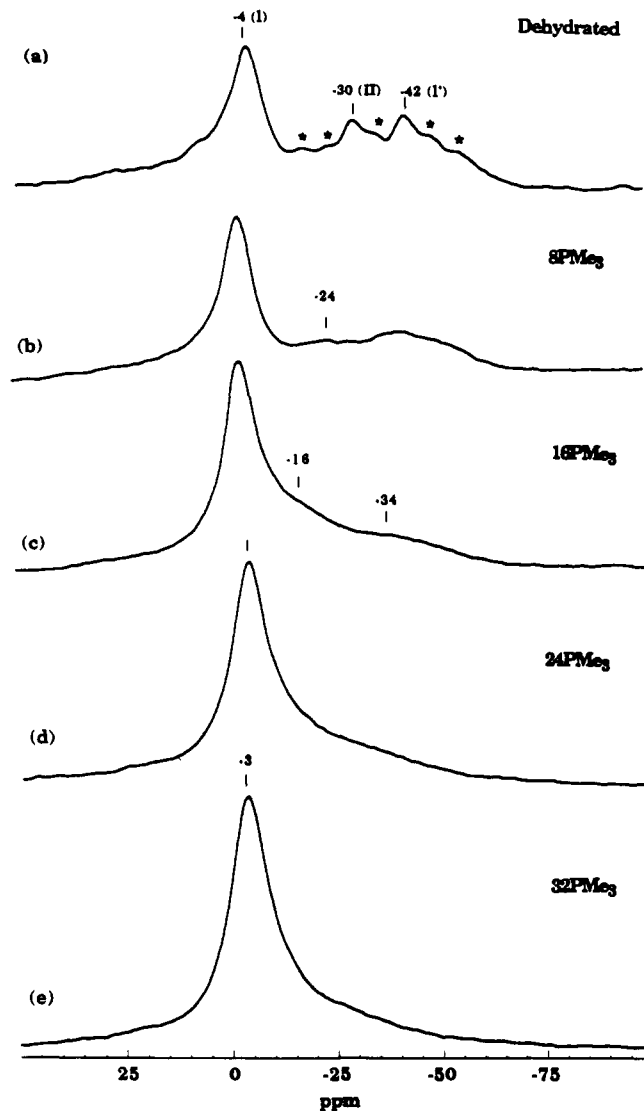 Dehydrated
(a)
-4 (I)
-30 (II)
-42 (I')
* * * * *
8PMe3
(b)
-24
16PMe3
(c)
-16
-34
24PMe3
(d)
32PMe3
(e)
-3
25 0 -25 -50 -75
ppm